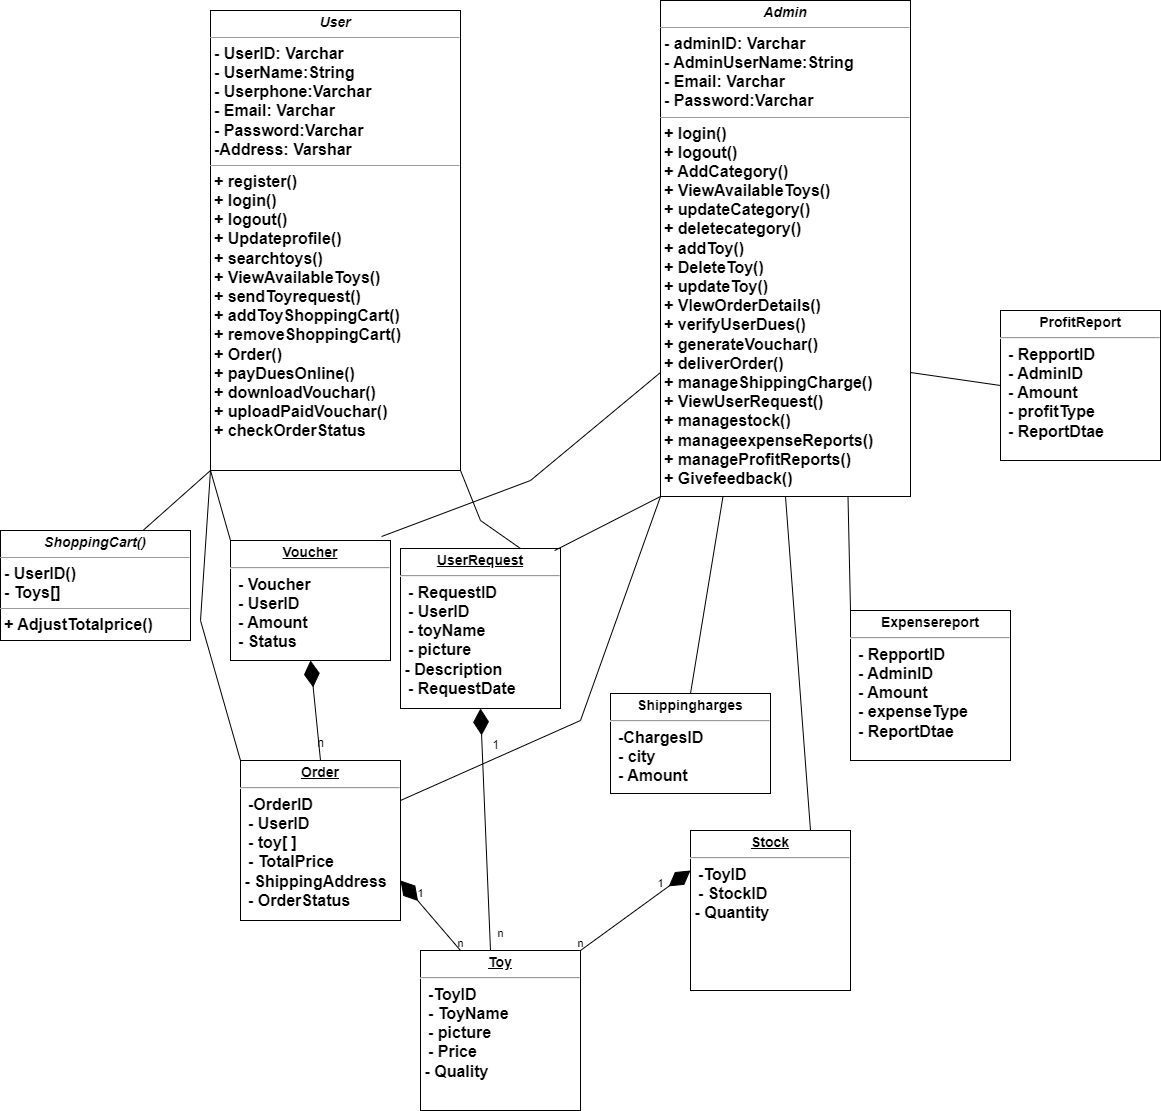 User
- UserID: Varchar
- UserName:String
- Userphone:Varchar
- Email: Varchar
- Password:Varchar
-Address: Varshar
+ register()
+ login()
+ logout()
+ Updateprofile()
+ searchtoys()
+ ViewAvailableToys()
+ sendToyrequest()
+ addToyShoppingCart()
+ removeShoppingCart()
+ Order()
+ payDuesOnline()
+ downloadVouchar()
+ uploadPaidVouchar()
+ checkOrderStatus
Admin
- adminID: Varchar
- AdminUserName:String
- Email: Varchar
- Password:Varchar
+ login()
+ logout()
+ AddCategory()
+ ViewAvailableToys()
+ updateCategory()
+ deletecategory()
+ addToy()
+ DeleteToy()
+ updateToy()
+ VIewOrderDetails()
+ verifyUserDues()
+ generateVouchar()
+ deliverOrder()
+ manageShippingCharge()
+ ViewUserRequest()
+ managestock()
+ manageexpenseReports()
+ manageProfitReports()
+ Givefeedback()
ProfitReport
- RepportID
- AdminID
- Amount
- profitType
- ReportDtae
ShoppingCart()
- UserID()
- Toys[]
+ AdjustTotalprice()
Voucher
- Voucher
- UserID
- Amount
- Status
UserRequest
- RequestID
- UserID
- toyName
- picture
- Description
- RequestDate
Expensereport
- RepportID
- AdminID
- Amount
- expenseType
- ReportDtae
Shippingharges
-ChargesID
- city
- Amount
n
1
Order
-OrderID
- UserID
- toy[ ]
- TotalPrice
- ShippingAddress
- OrderStatus
Stock
-ToyID
- StockID
- Quantity
1
1
n
n
n
Toy
-ToyID
- ToyName
- picture
- Price
- Quality